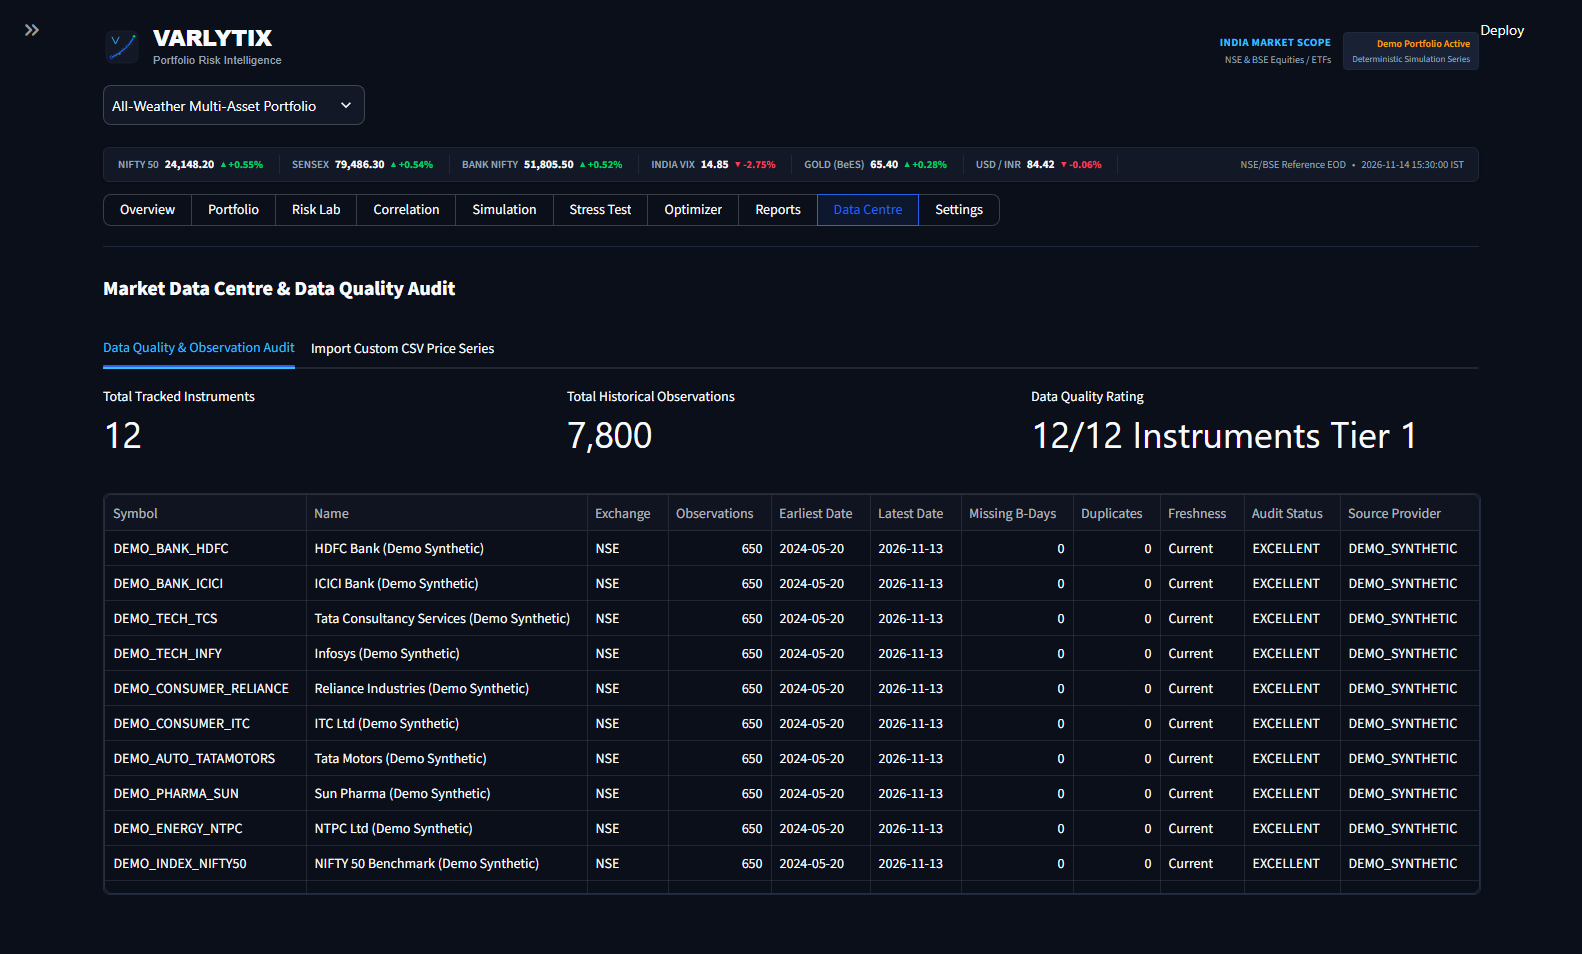 VARLYTIX
Portfolio Risk Intelligence
INDIA MARKET SCOPE
NSE & BSE Equities / ETFs
Demo Portfolio Active
Deterministic Simulation Series
Deploy
All-Weather Multi-Asset Portfolio
NIFTY 50 24,148.20 ▲ +0.55% SENSEX 79,486.30 ▲ +0.54% BANK NIFTY 51,805.50 ▲ +0.52% INDIA VIX 14.85 ▼ -2.75% GOLD (BeES) 65.40 ▲ +0.28% USD / INR 84.42 ▼ -0.06% NSE/BSE Reference EOD • 2026-11-14 15:30:00 IST
Overview Portfolio Risk Lab Correlation Simulation Stress Test Optimizer Reports Data Centre Settings
Market Data Centre & Data Quality Audit
Data Quality & Observation Audit Import Custom CSV Price Series
Total Tracked Instruments
12
Total Historical Observations
7,800
Data Quality Rating
12/12 Instruments Tier 1
Symbol Name Exchange Observations Earliest Date Latest Date Missing B-Days Duplicates Freshness Audit Status Source Provider
DEMO_BANK_HDFC HDFC Bank (Demo Synthetic) NSE 650 2024-05-20 2026-11-13 0 0 Current EXCELLENT DEMO_SYNTHETIC
DEMO_BANK_ICICI ICICI Bank (Demo Synthetic) NSE 650 2024-05-20 2026-11-13 0 0 Current EXCELLENT DEMO_SYNTHETIC
DEMO_TECH_TCS Tata Consultancy Services (Demo Synthetic) NSE 650 2024-05-20 2026-11-13 0 0 Current EXCELLENT DEMO_SYNTHETIC
DEMO_TECH_INFY Infosys (Demo Synthetic) NSE 650 2024-05-20 2026-11-13 0 0 Current EXCELLENT DEMO_SYNTHETIC
DEMO_CONSUMER_RELIANCE Reliance Industries (Demo Synthetic) NSE 650 2024-05-20 2026-11-13 0 0 Current EXCELLENT DEMO_SYNTHETIC
DEMO_CONSUMER_ITC ITC Ltd (Demo Synthetic) NSE 650 2024-05-20 2026-11-13 0 0 Current EXCELLENT DEMO_SYNTHETIC
DEMO_AUTO_TATAMOTORS Tata Motors (Demo Synthetic) NSE 650 2024-05-20 2026-11-13 0 0 Current EXCELLENT DEMO_SYNTHETIC
DEMO_PHARMA_SUN Sun Pharma (Demo Synthetic) NSE 650 2024-05-20 2026-11-13 0 0 Current EXCELLENT DEMO_SYNTHETIC
DEMO_ENERGY_NTPC NTPC Ltd (Demo Synthetic) NSE 650 2024-05-20 2026-11-13 0 0 Current EXCELLENT DEMO_SYNTHETIC
DEMO_INDEX_NIFTY50 NIFTY 50 Benchmark (Demo Synthetic) NSE 650 2024-05-20 2026-11-13 0 0 Current EXCELLENT DEMO_SYNTHETIC